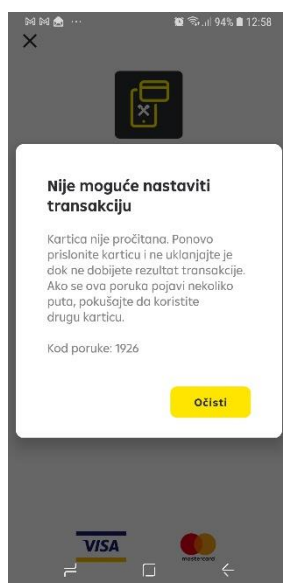 94% 12:58
Nije moguće nastaviti
transakciju
Kartica nije pročitana. Ponovo
prislonite karticu i ne uklanjajte je
dok ne dobijete rezultat transakcije.
Ako se ova poruka pojavi nekoliko
puta, pokušajte da koristite
drugu karticu.
Kod poruke: 1926
Očisti
VISA
mastercard